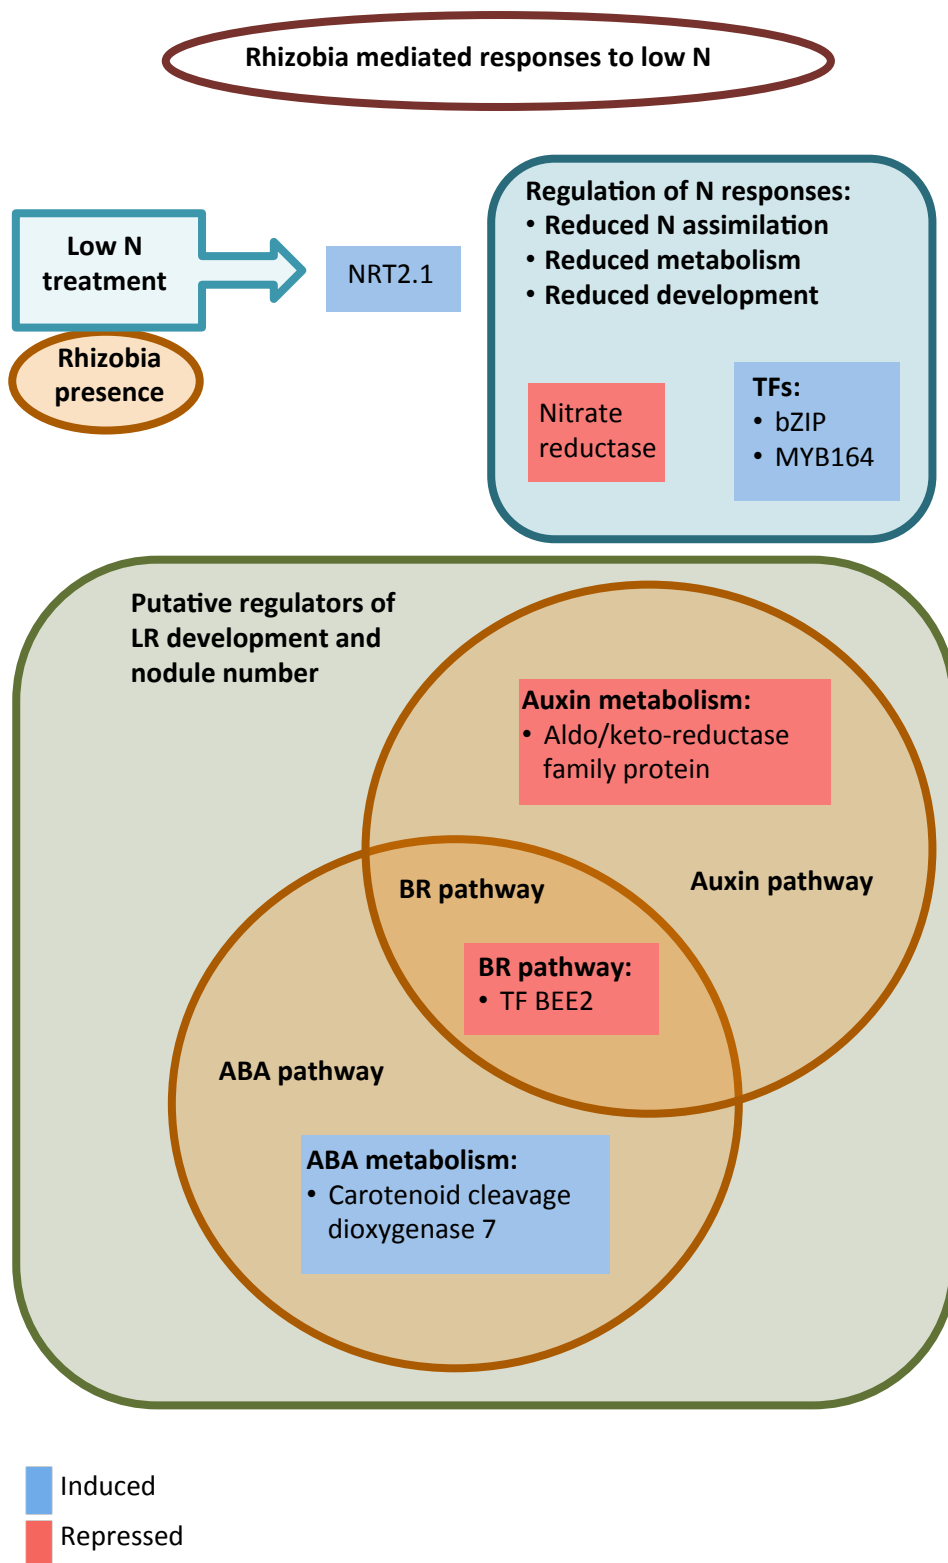 Rhizobia mediated responses to low N
Low N
treatment
Rhizobia
presence
NRT2.1
Regulation of N responses:
• Reduced N assimilation
• Reduced metabolism
• Reduced development
Nitrate
reductase
TFs:
• bZIP
• MYB164
Putative regulators of
LR development and
nodule number
Auxin metabolism:
• Aldo/keto-reductase
family protein
Auxin pathway
BR pathway
BR pathway:
• TF BEE2
ABA pathway
ABA metabolism:
• Carotenoid cleavage
dioxygenase 7
Induced
Repressed